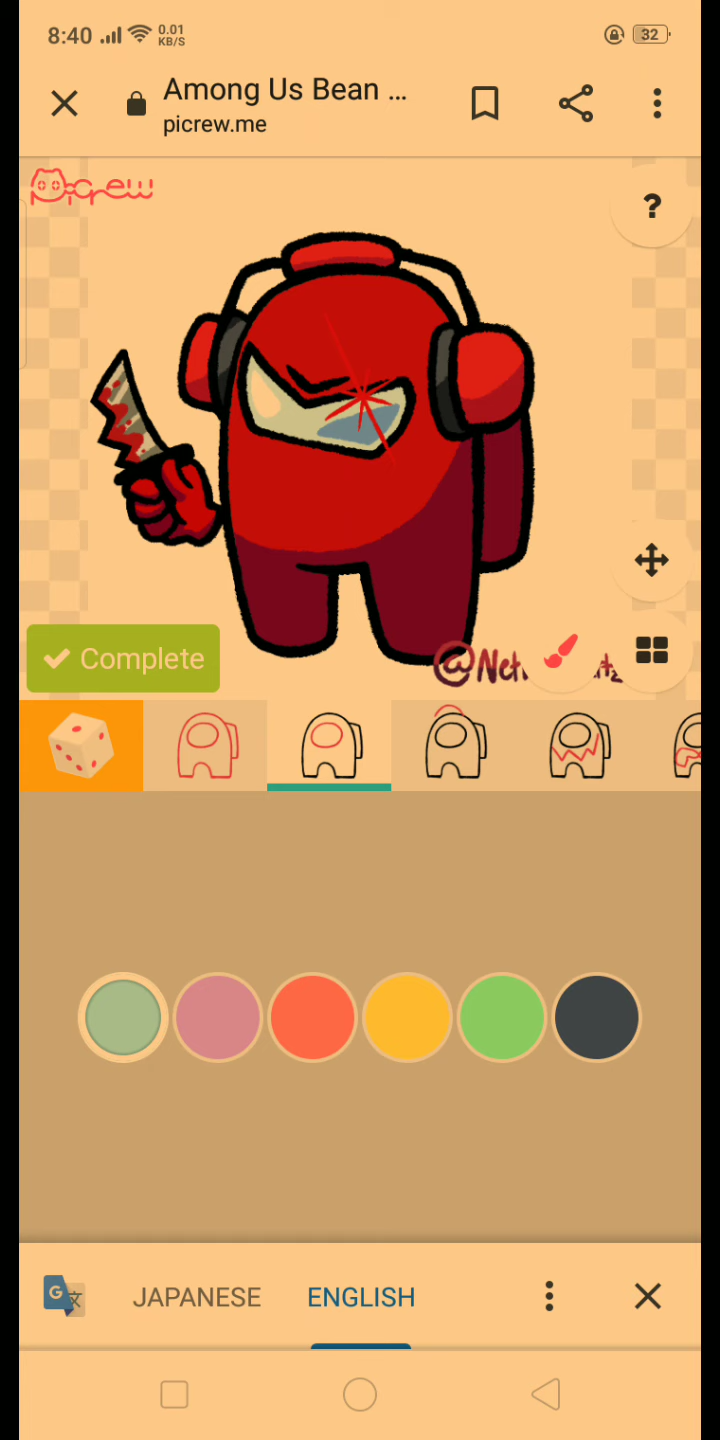 8:40
0.01
KB/S
32
Among Us Bean ...
picrew.me
Picrew
?
Complete
JAPANESE
ENGLISH